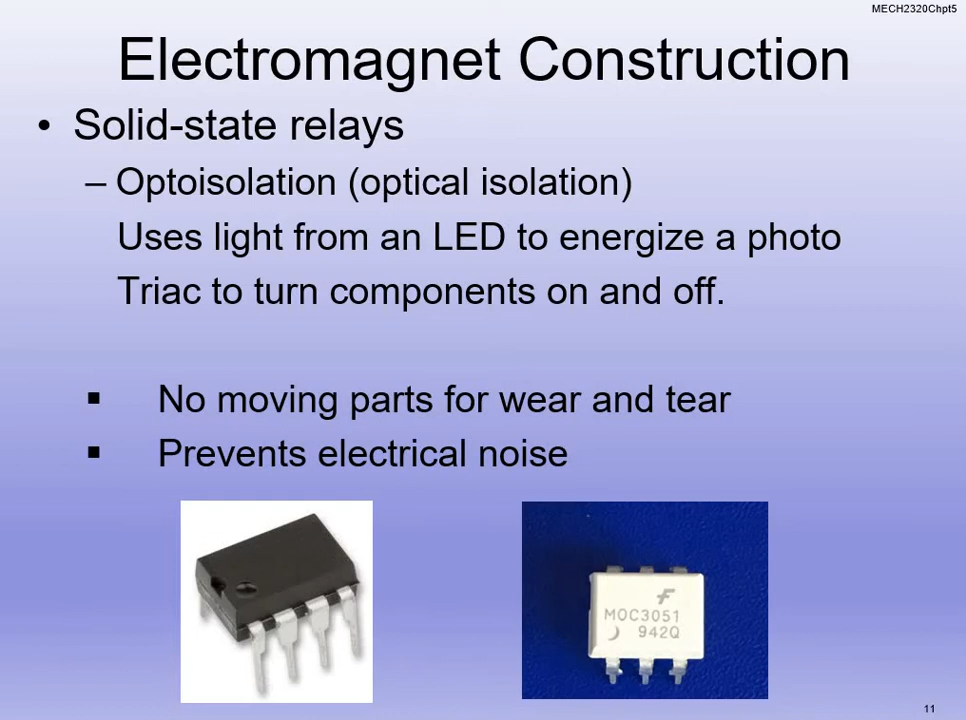 MECH2320Chpt5
Electromagnet Construction
• Solid-state relays
– Optoisolation (optical isolation)
Uses light from an LED to energize a photo
Triac to turn components on and off.
▪ No moving parts for wear and tear
▪ Prevents electrical noise
MOC3051
942Q
11